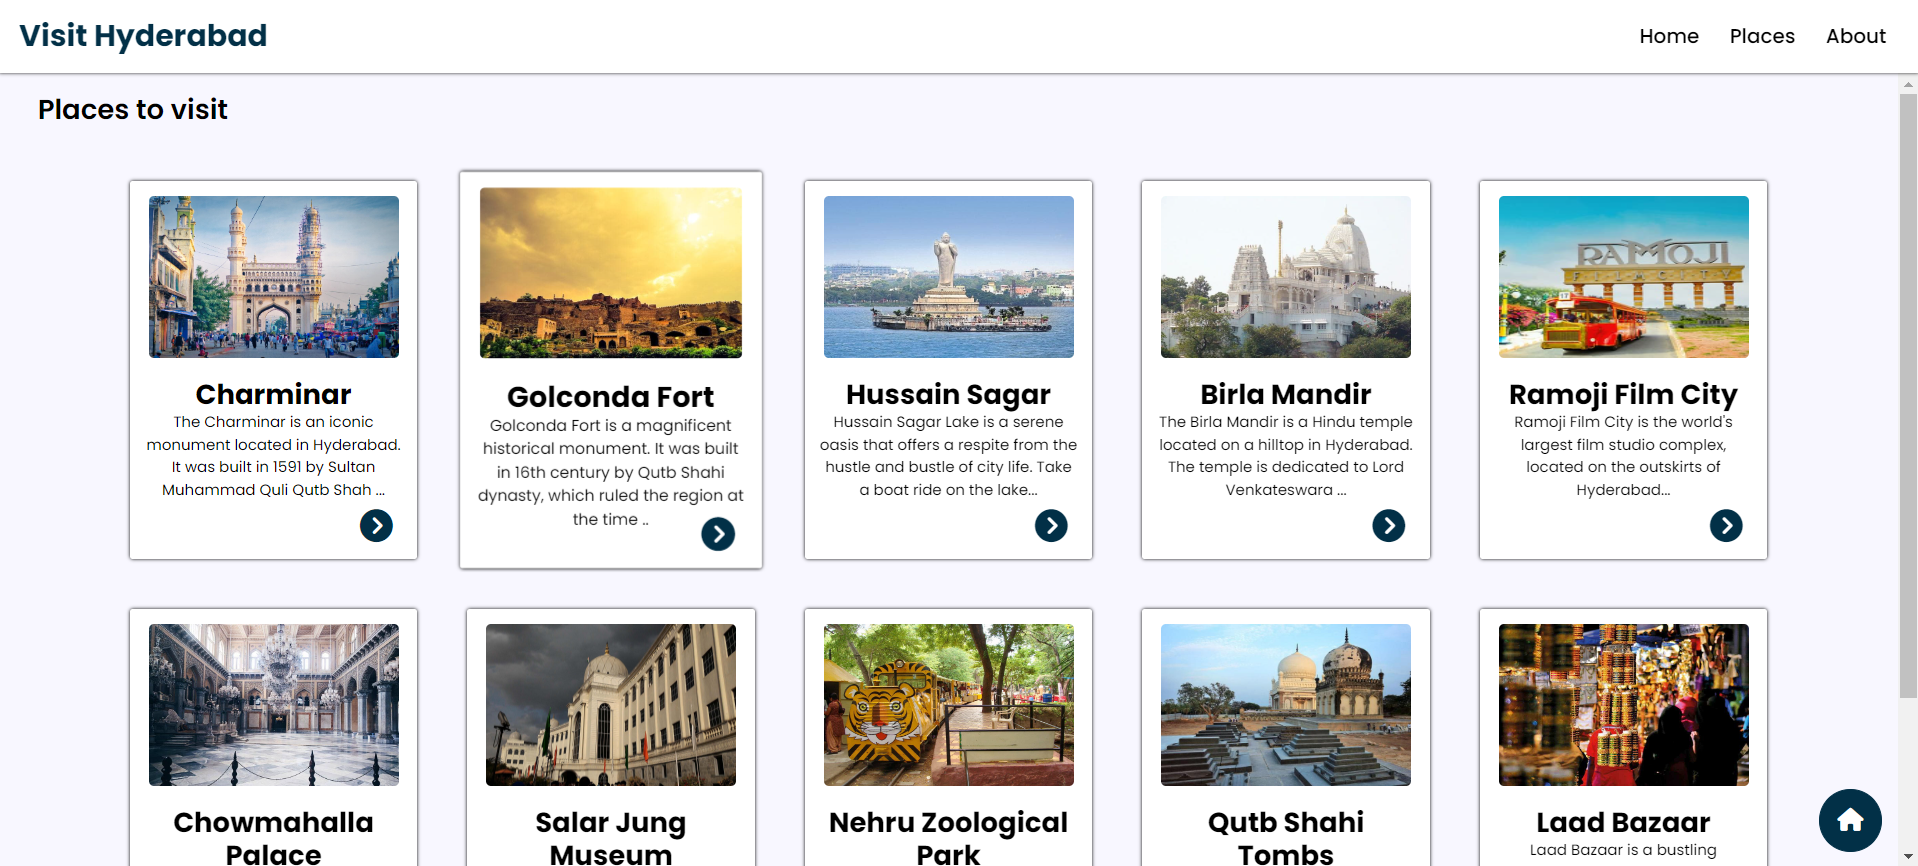 Visit Hyderabad
Home
Places
About
Places to visit
RAMOJI
FILM CITY
17
Charminar
The Charminar is an iconic
monument located in Hyderabad.
It was built in 1591 by Sultan
Muhammad Quli Qutb Shah ...
Golconda Fort
Golconda Fort is a magnificent
historical monument. It was built
in 16th century by Qutb Shahi
dynasty, which ruled the region at
the time ..
Hussain Sagar
Hussain Sagar Lake is a serene
oasis that offers a respite from the
hustle and bustle of city life. Take
a boat ride on the lake...
Birla Mandir
The Birla Mandir is a Hindu temple
located on a hilltop in Hyderabad.
The temple is dedicated to Lord
Venkateswara ...
Ramoji Film City
Ramoji Film City is the world's
largest film studio complex,
located on the outskirts of
Hyderabad...
Chowmahalla
Palace
Salar Jung
Museum
Nehru Zoological
Park
Qutb Shahi
Tombs
Laad Bazaar
Laad Bazaar is a bustling